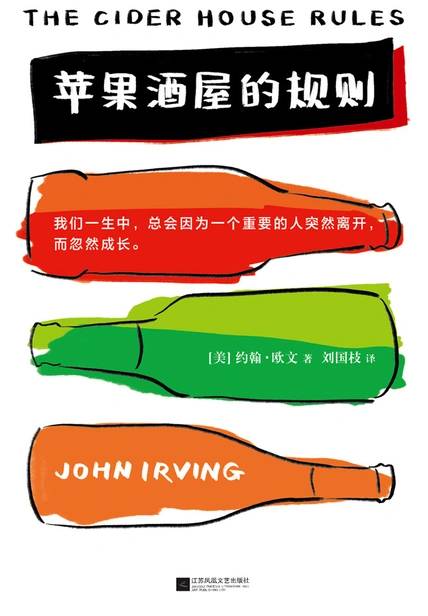 THE CIDER HOUSE RULES
苹果酒屋的规则
我们一生中，总会因为一个重要的人突然离开，
而忽然成长。
[美] 约翰·欧文 著 刘国枝 译
JOHN IRVING
江苏凤凰文艺出版社